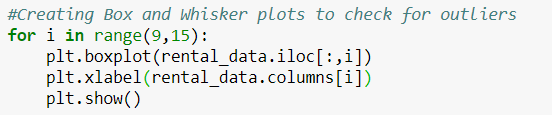 #Creating Box and Whisker plots to check for outliers
for i in range(9,15):
    plt.boxplot(rental_data.iloc[:,i])
    plt.xlabel(rental_data.columns[i])
    plt.show()